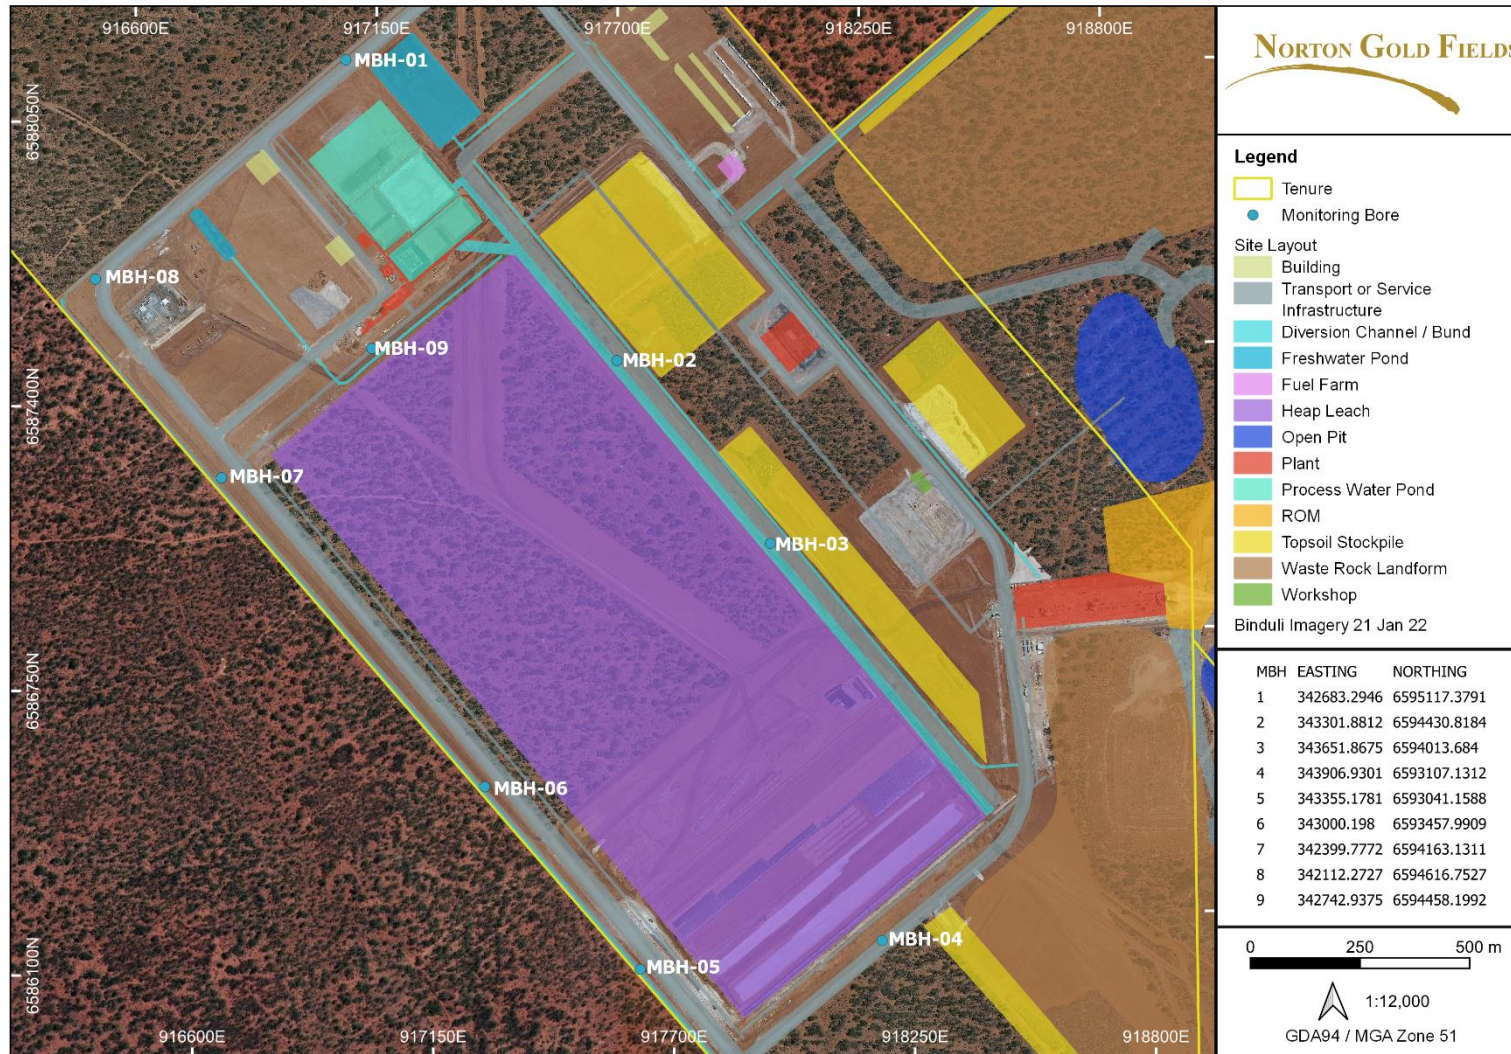 916600E
917150E
917700E
918250E
918800E
6588050N
6587400N
6586750N
6586100N
MBH-01
MBH-08
MBH-09
MBH-02
MBH-07
MBH-03
MBH-06
MBH-04
MBH-05
916600E
917150E
917700E
918250E
918800E
NORTON GOLD FIELDS
Legend
Tenure
Monitoring Bore
Site Layout
Building
Transport or Service
Infrastructure
Diversion Channel / Bund
Freshwater Pond
Fuel Farm
Heap Leach
Open Pit
Plant
Process Water Pond
ROM
Topsoil Stockpile
Waste Rock Landform
Workshop
Binduli Imagery 21 Jan 22
MBH EASTING NORTHING
1 342683.2946 6595117.3791
2 343301.8812 6594430.8184
3 343651.8675 6594013.684
4 343906.9301 6593107.1312
5 343355.1781 6593041.1588
6 343000.198 6593457.9909
7 342399.7772 6594163.1311
8 342112.2727 6594616.7527
9 342742.9375 6594458.1992
0 250 500 m
1:12,000
GDA94 / MGA Zone 51